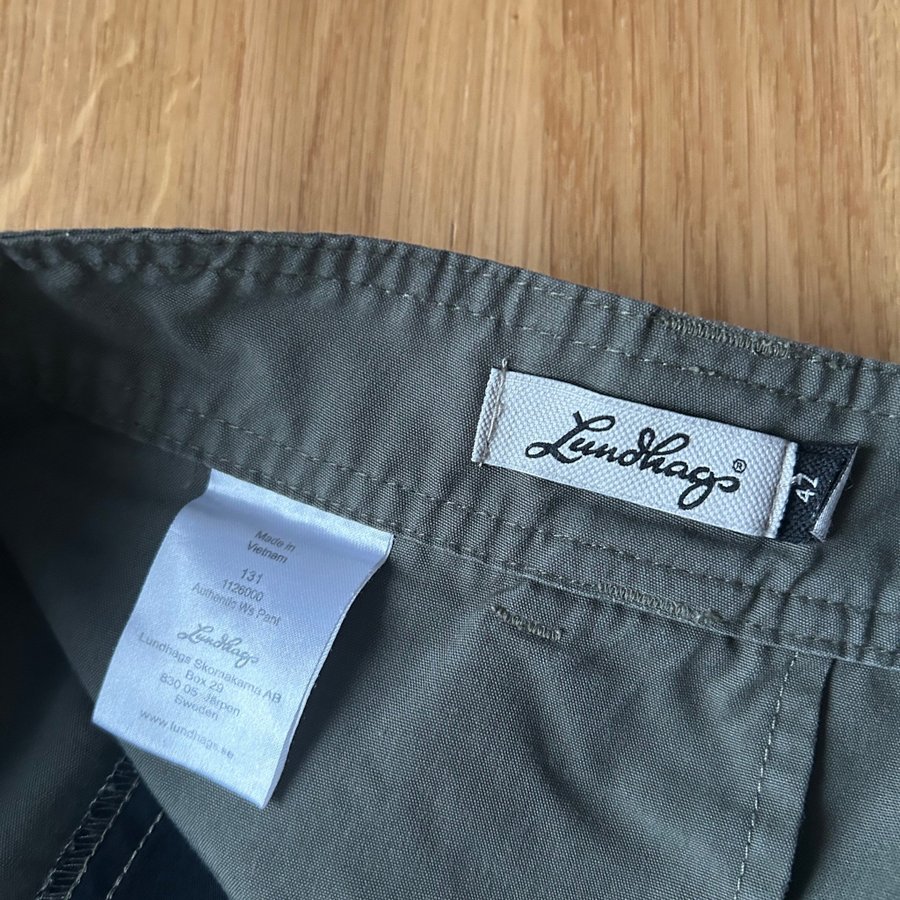 Lundhags®
42
Made in
Vietnam
131
1126000
Authentic Ws Pant
Lundhags
Lundhags Skomakarna AB
Box 29
830 05 Järpen
Sweden
www.lundhags.se